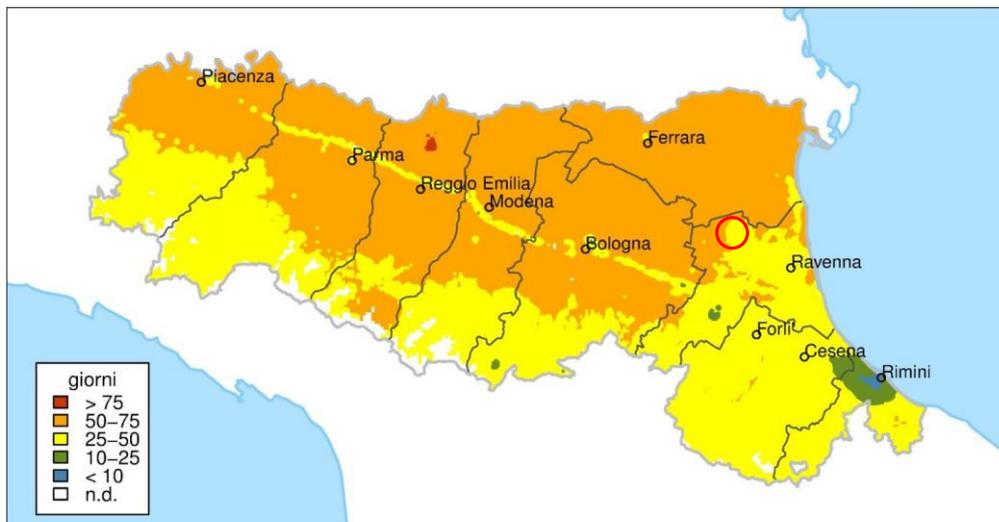 Piacenza
Ferrara
Parma
Reggio Emilia
Modena
Bologna
Ravenna
Forlì
Cesena
Rimini
giorni
> 75
50–75
25–50
10–25
< 10
n.d.